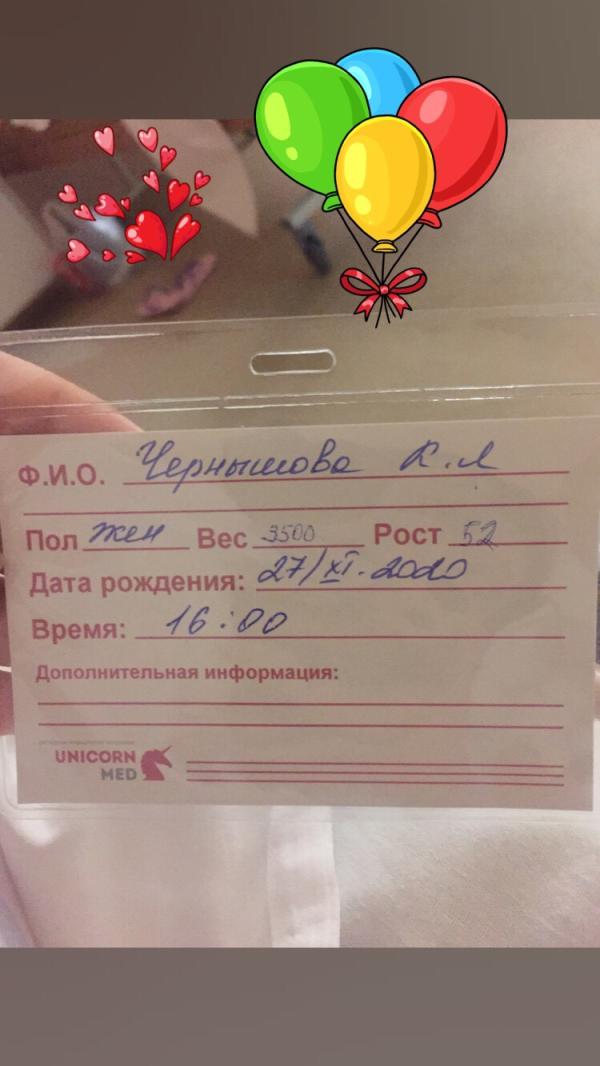 Ф.И.О. Чернышова К.Л
Пол жен Вес 3500 Рост 52
Дата рождения: 27/XI.2020
Время: 16:00
Дополнительная информация:
UNICORN
MED